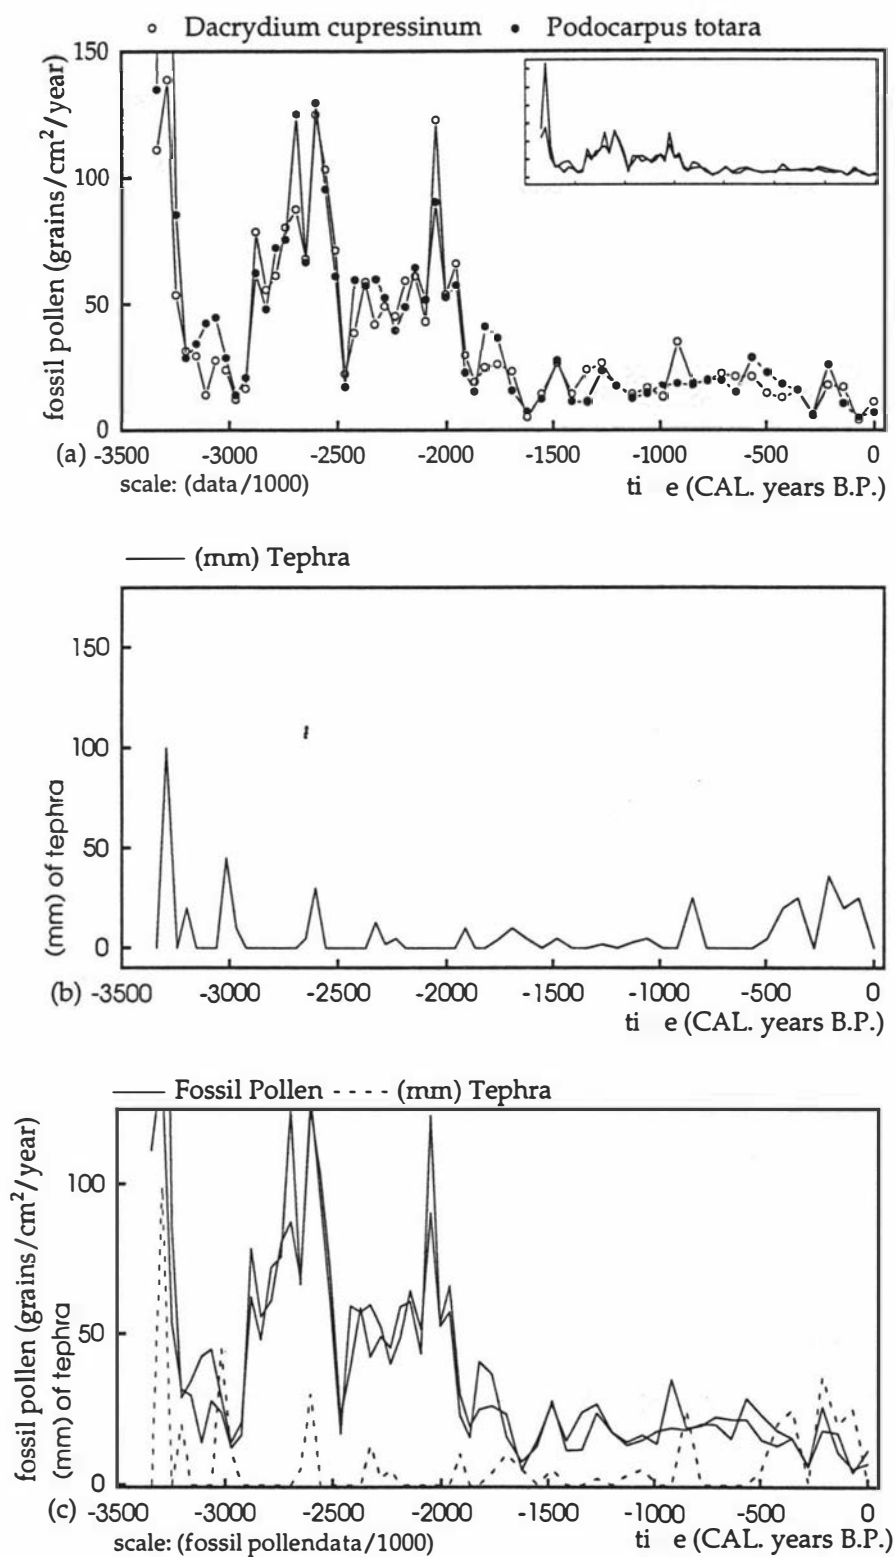 ○ Dacrydium cupressinum ● Podocarpus totara
fossil pollen (grains/cm²/year)
150
100
50
0
(a) -3500 -3000 -2500 -2000 -1500 -1000 -500 0
scale: (data/1000) ti e (CAL. years B.P.)
(mm) Tephra
(mm) of tephra
150
100
50
0
(b) -3500 -3000 -2500 -2000 -1500 -1000 -500 0
ti e (CAL. years B.P.)
Fossil Pollen - - - - (mm) Tephra
fossil pollen (grains/cm²/year)
(mm) of tephra
100
50
0
(c) -3500 -3000 -2500 -2000 -1500 -1000 -500 0
scale: (fossil pollendata/1000) ti e (CAL. years B.P.)